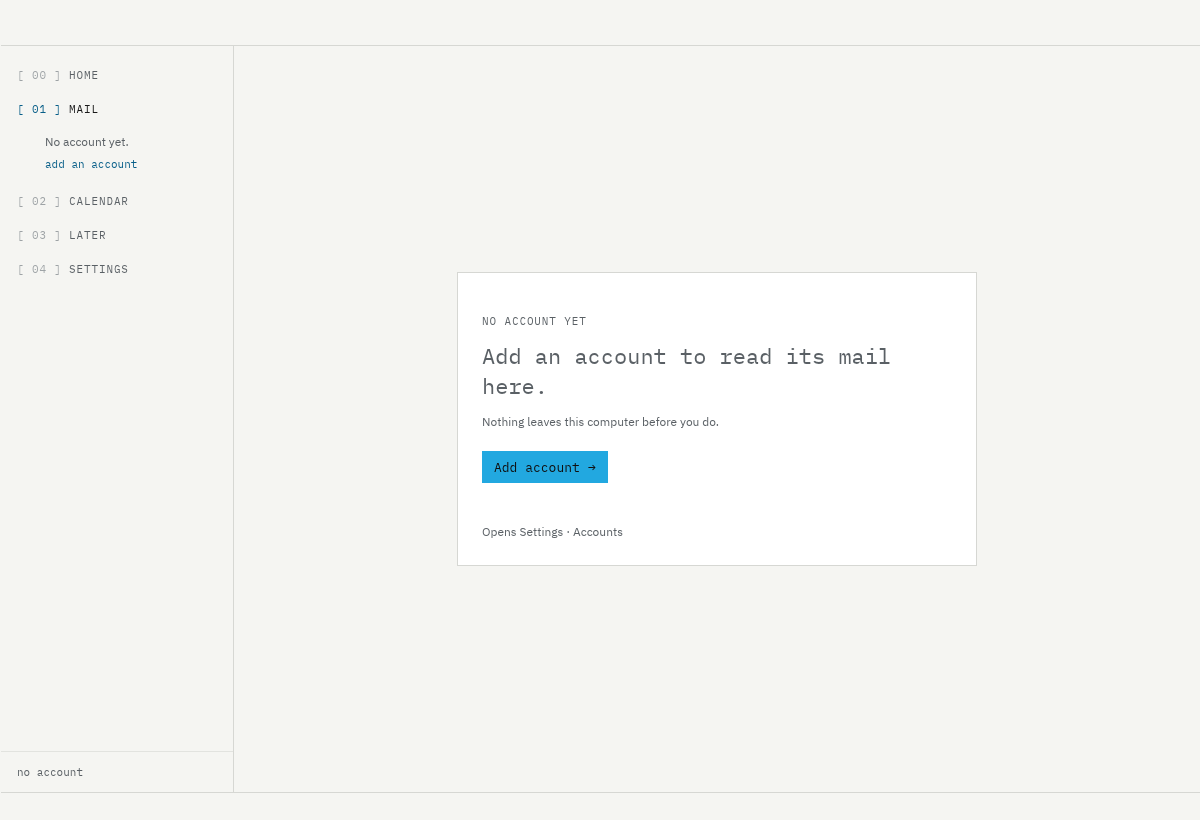 [ 00 ] HOME
[ 01 ] MAIL
No account yet.
add an account
[ 02 ] CALENDAR
[ 03 ] LATER
[ 04 ] SETTINGS
NO ACCOUNT YET
Add an account to read its mail
here.
Nothing leaves this computer before you do.
Add account →
Opens Settings · Accounts
no account